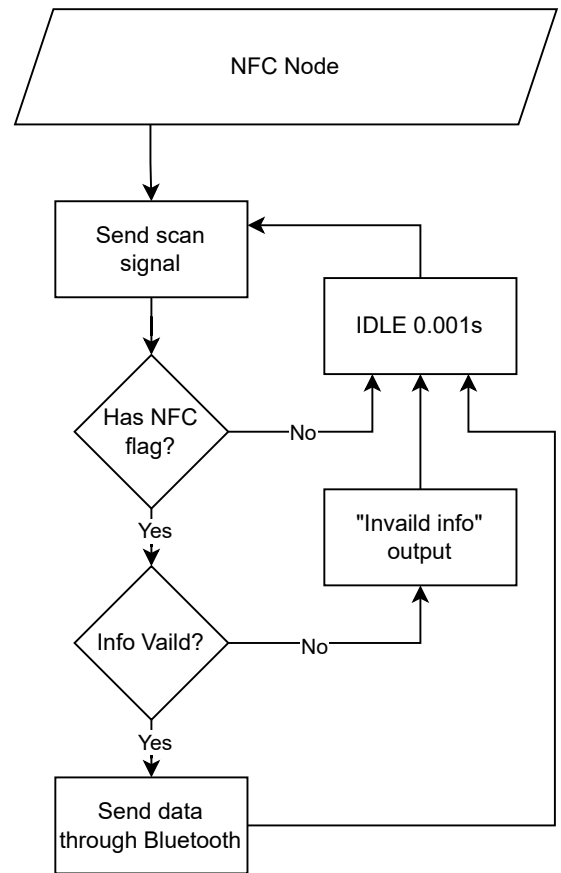 NFC Node
Send scan
signal
IDLE 0.001s
Has NFC
flag?
No
Yes
"Invaild info"
output
Info Vaild?
No
Yes
Send data
through Bluetooth